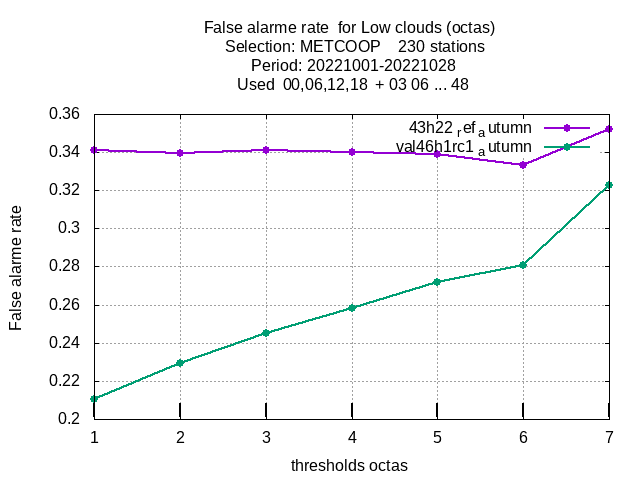 False alarme rate for Low clouds (octas)
Selection: METCOOP 230 stations
Period: 20221001-20221028
Used 00,06,12,18 + 03 06 ... 48
0.36
0.34
0.32
0.3
0.28
0.26
0.24
0.22
0.2
False alarme rate
43h22 ref autumn
val46h1rc1 autumn
1 2 3 4 5 6 7
thresholds octas